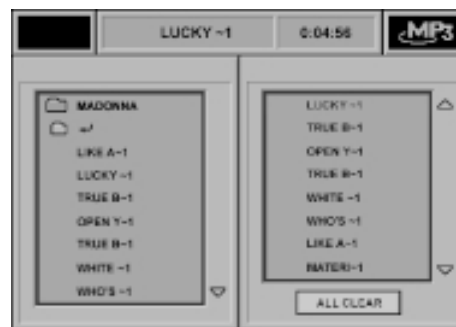 LUCKY ~1
0:04:56
MP3
MADONNA
LIKE A~1
LUCKY ~1
TRUE B~1
OPEN Y~1
TRUE B~1
WHITE ~1
WHO'S ~1
LUCKY ~1
TRUE B~1
OPEN Y~1
TRUE B~1
WHITE ~1
WHO'S ~1
LIKE A~1
MATERI~1
ALL CLEAR